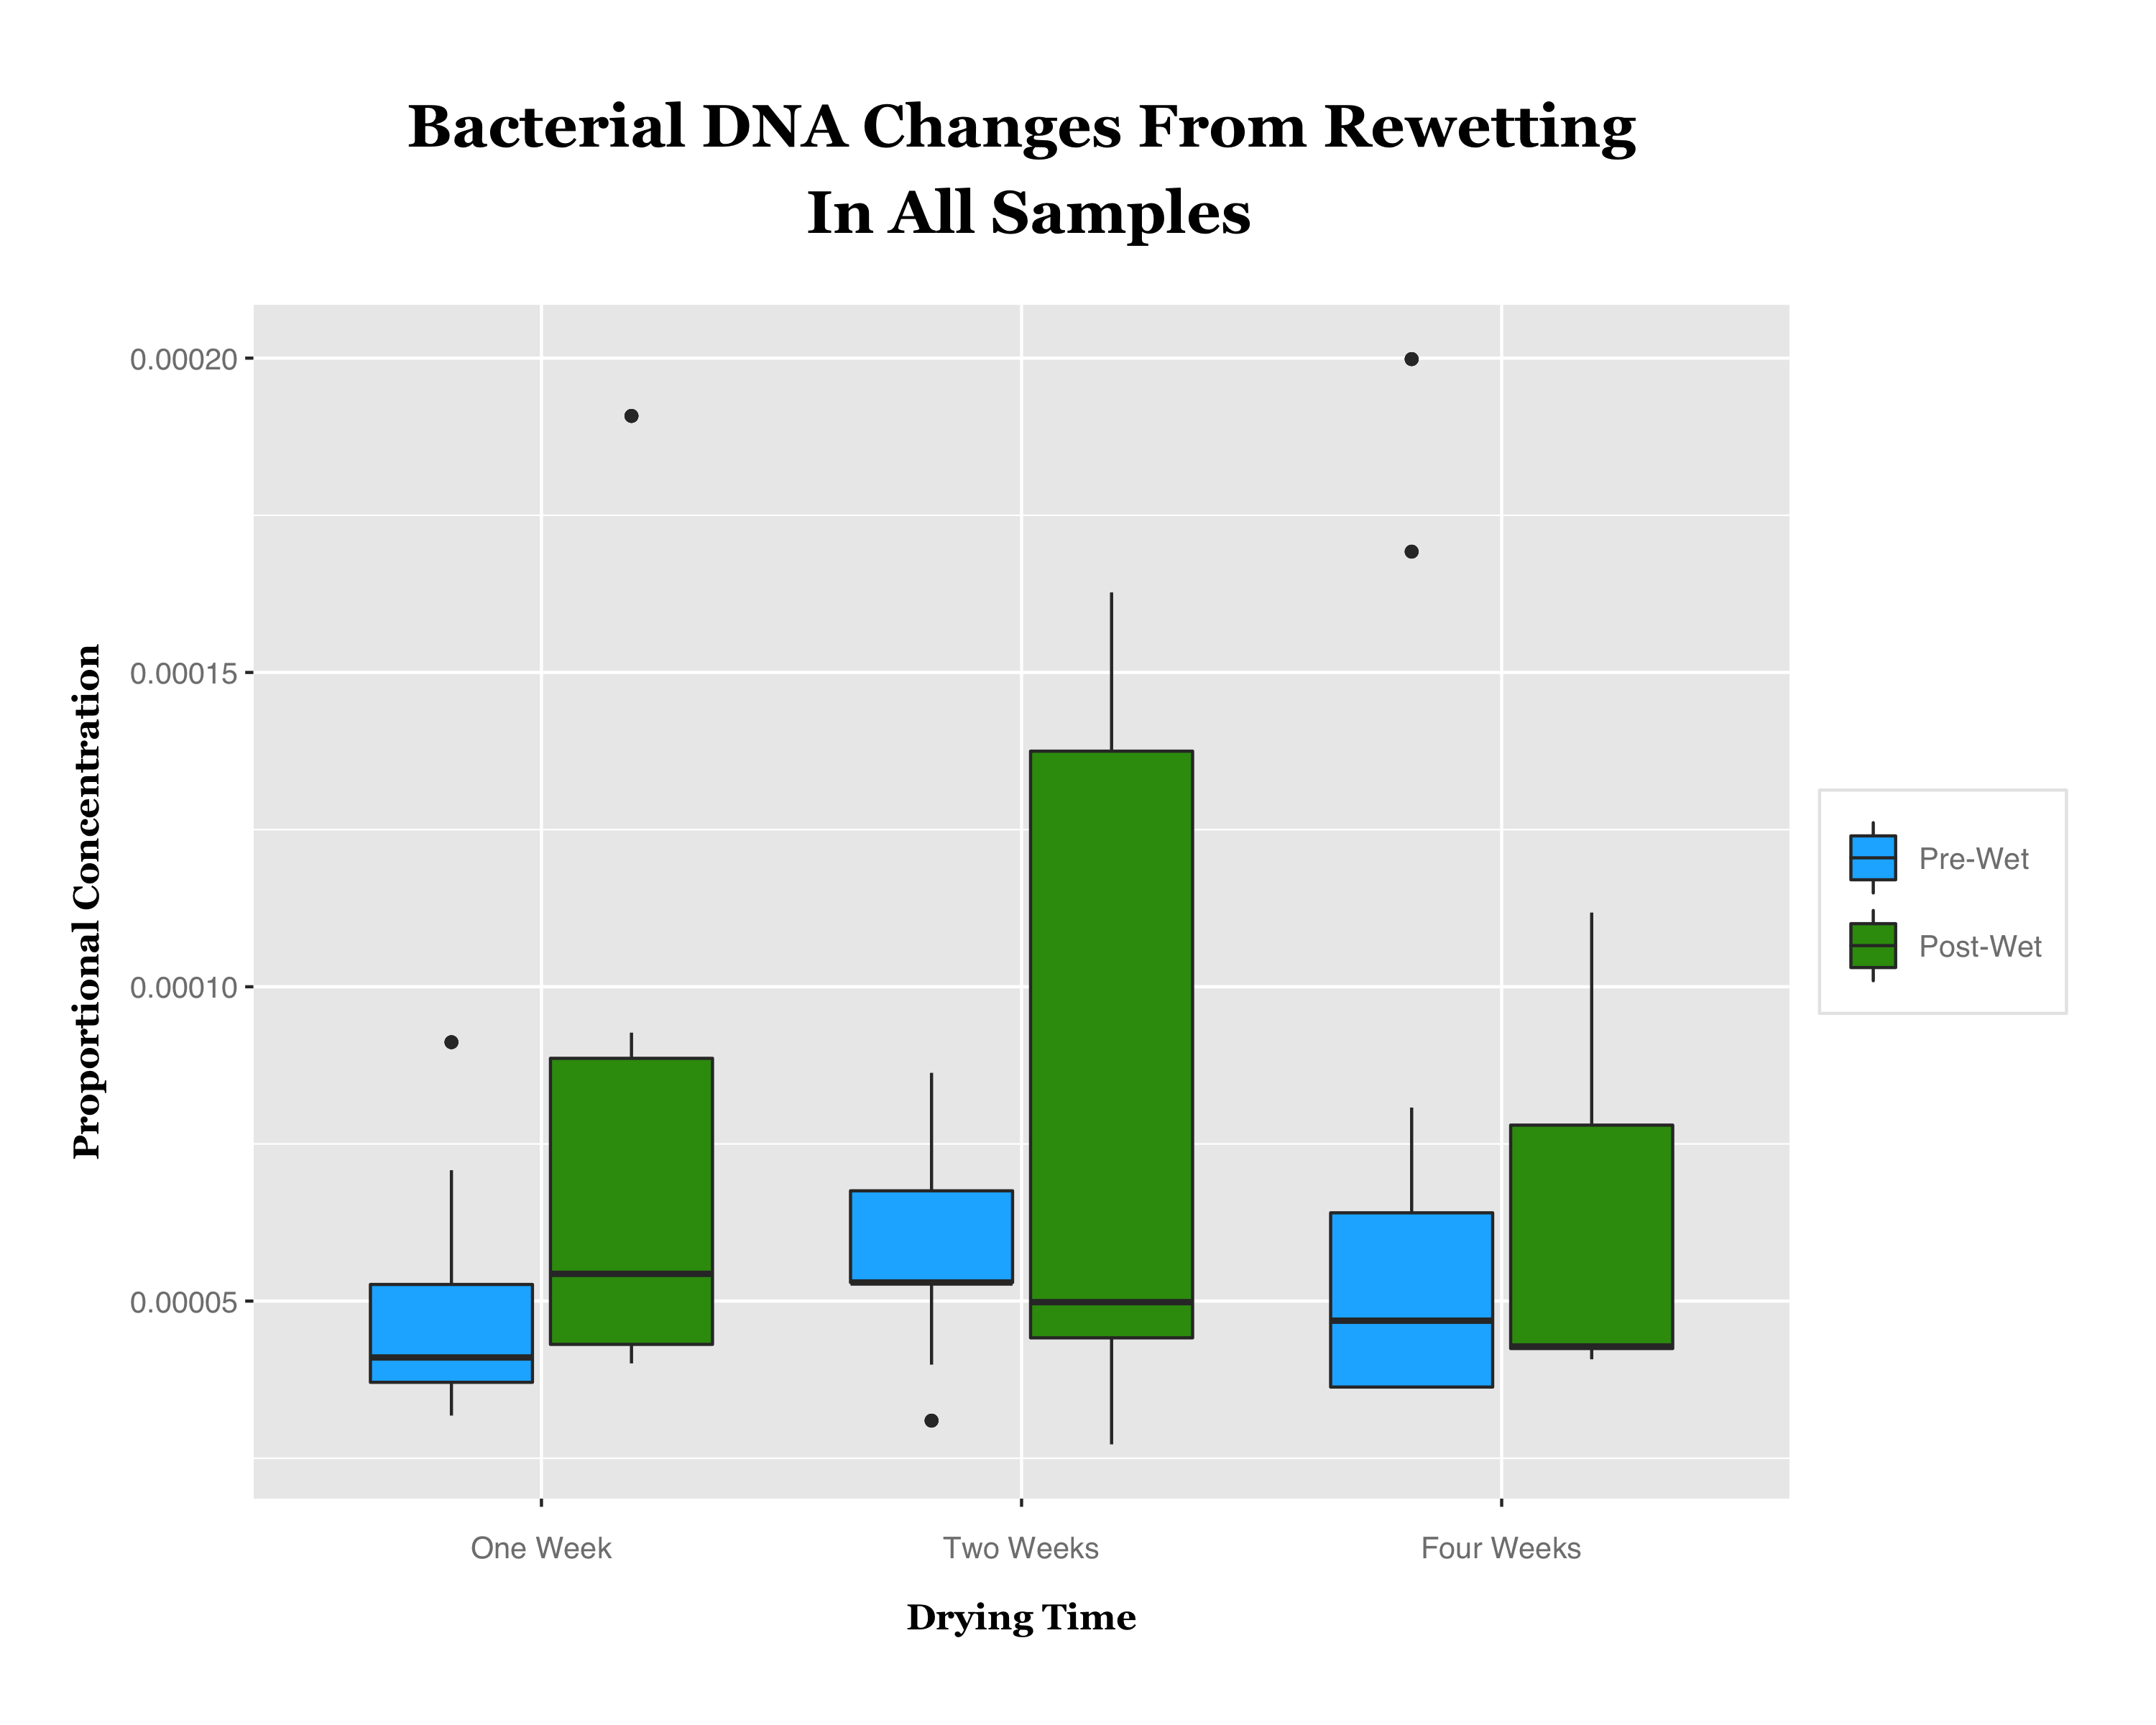 Bacterial DNA Changes From Rewetting
In All Samples
Proportional Concentration
0.00020
0.00015
0.00010
0.00005
One Week
Two Weeks
Four Weeks
Drying Time
Pre-Wet
Post-Wet